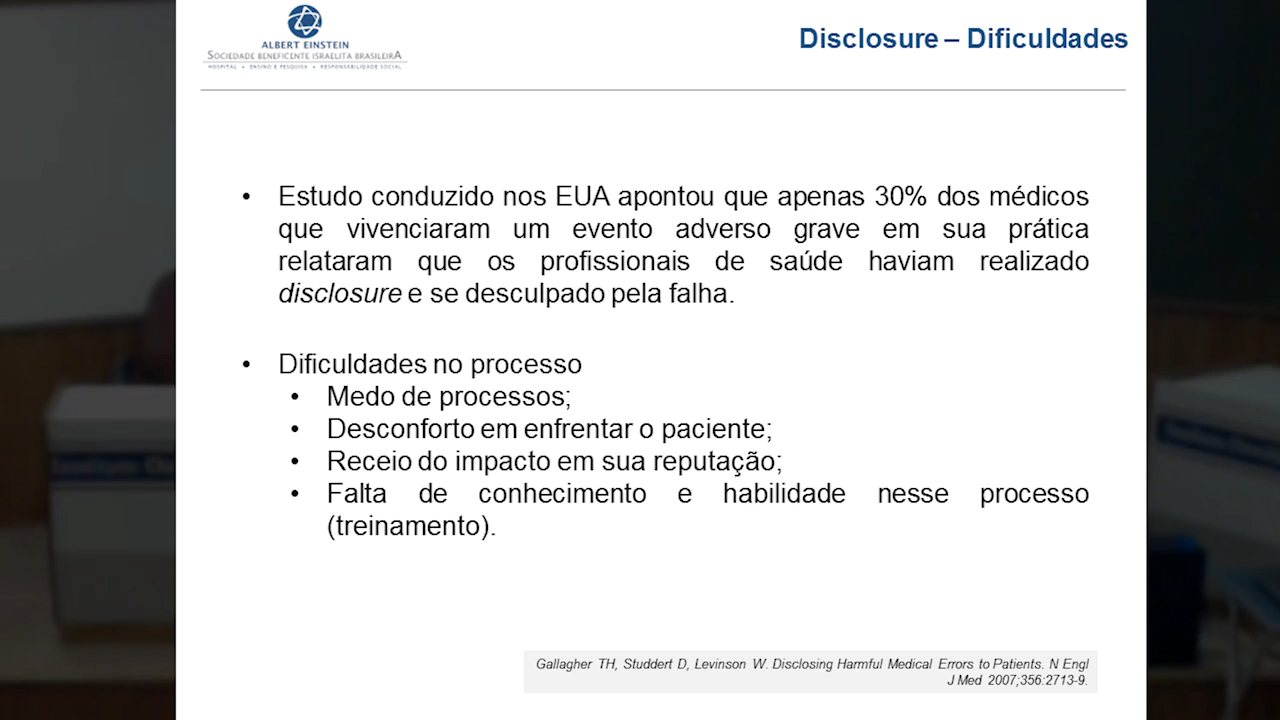 ALBERT EINSTEIN
SOCIEDADE BENEFICENTE ISRAELITA BRASILEIRA
HOSPITAL • ENSINO E PESQUISA • RESPONSABILIDADE SOCIAL
Disclosure – Dificuldades
• Estudo conduzido nos EUA apontou que apenas 30% dos médicos
que vivenciaram um evento adverso grave em sua prática
relataram que os profissionais de saúde haviam realizado
disclosure e se desculpado pela falha.
• Dificuldades no processo
• Medo de processos;
• Desconforto em enfrentar o paciente;
• Receio do impacto em sua reputação;
• Falta de conhecimento e habilidade nesse processo
(treinamento).
Gallagher TH, Studdert D, Levinson W. Disclosing Harmful Medical Errors to Patients. N Engl
J Med 2007;356:2713-9.